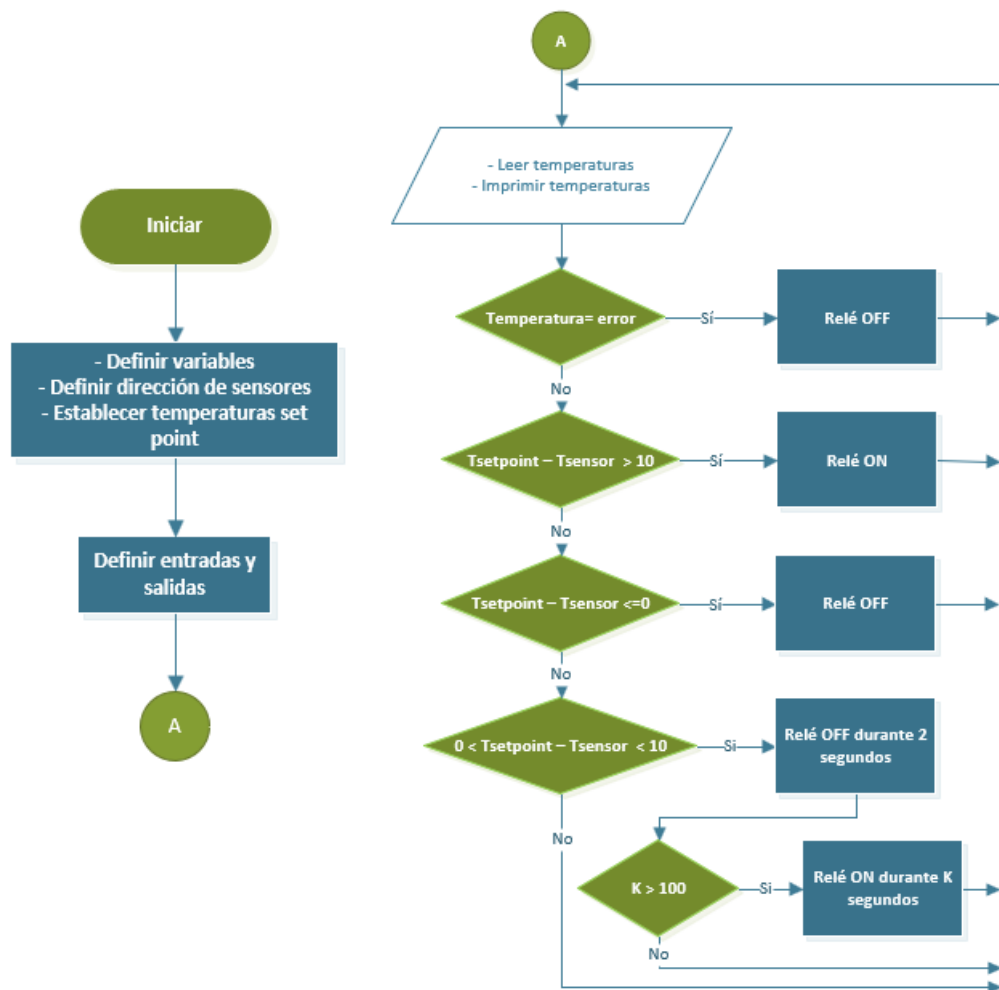 Iniciar
- Definir variables
- Definir dirección de sensores
- Establecer temperaturas set
point
Definir entradas y
salidas
A
A
- Leer temperaturas
- Imprimir temperaturas
Temperatura= error
Sí
Relé OFF
No
Tsetpoint – Tsensor > 10
Sí
Relé ON
No
Tsetpoint – Tsensor <=0
Sí
Relé OFF
No
0 < Tsetpoint – Tsensor < 10
Si
Relé OFF durante 2
segundos
No
K > 100
Si
Relé ON durante K
segundos
No